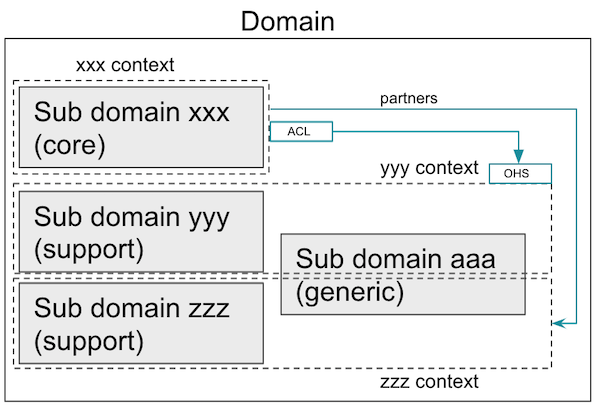 Domain
xxx context
Sub domain xxx
(core)
partners
ACL
yyy context
OHS
Sub domain yyy
(support)
Sub domain aaa
(generic)
Sub domain zzz
(support)
zzz context